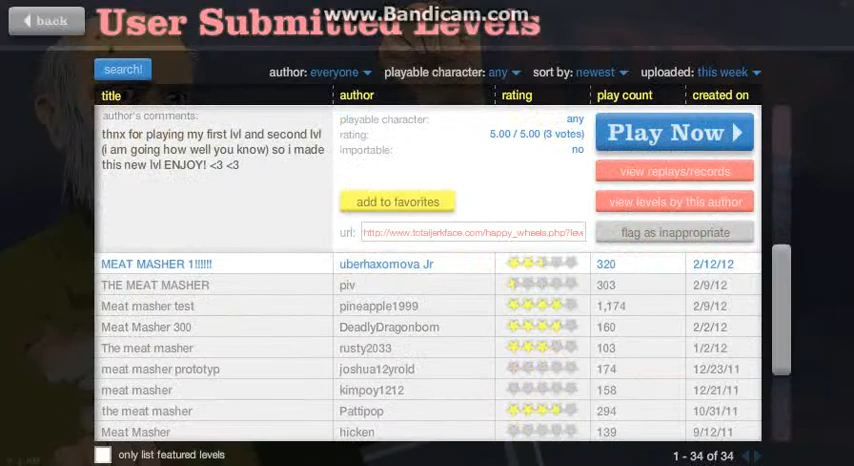 www.Bandicam.com
back
User Submitted Levels
search!
author: everyone playable character: any sort by: newest uploaded: this week
title author rating play count created on
author's comments:
thnx for playing my first lvl and second lvl
(i am going how well you know) so i made
this new lvl ENJOY! <3 <3
playable character: any
rating: 5.00 / 5.00 (3 votes)
importable: no
add to favorites
url: http://www.totaljerkface.com/happy_wheels.php?lev
Play Now
view replays/records
view levels by this author
flag as inappropriate
MEAT MASHER 1!!!!!! uberhaxornova Jr 320 2/12/12
THE MEAT MASHER piv 303 2/9/12
Meat masher test pineapple1999 1,174 2/9/12
Meat Masher 300 DeadlyDragonborn 160 2/2/12
The meat masher rusty2033 103 1/2/12
meat masher prototyp joshua12yrold 174 12/23/11
meat masher kimpoy1212 158 12/21/11
the meat masher Pattipop 294 10/31/11
Meat Masher hicken 139 9/12/11
only list featured levels
1 - 34 of 34